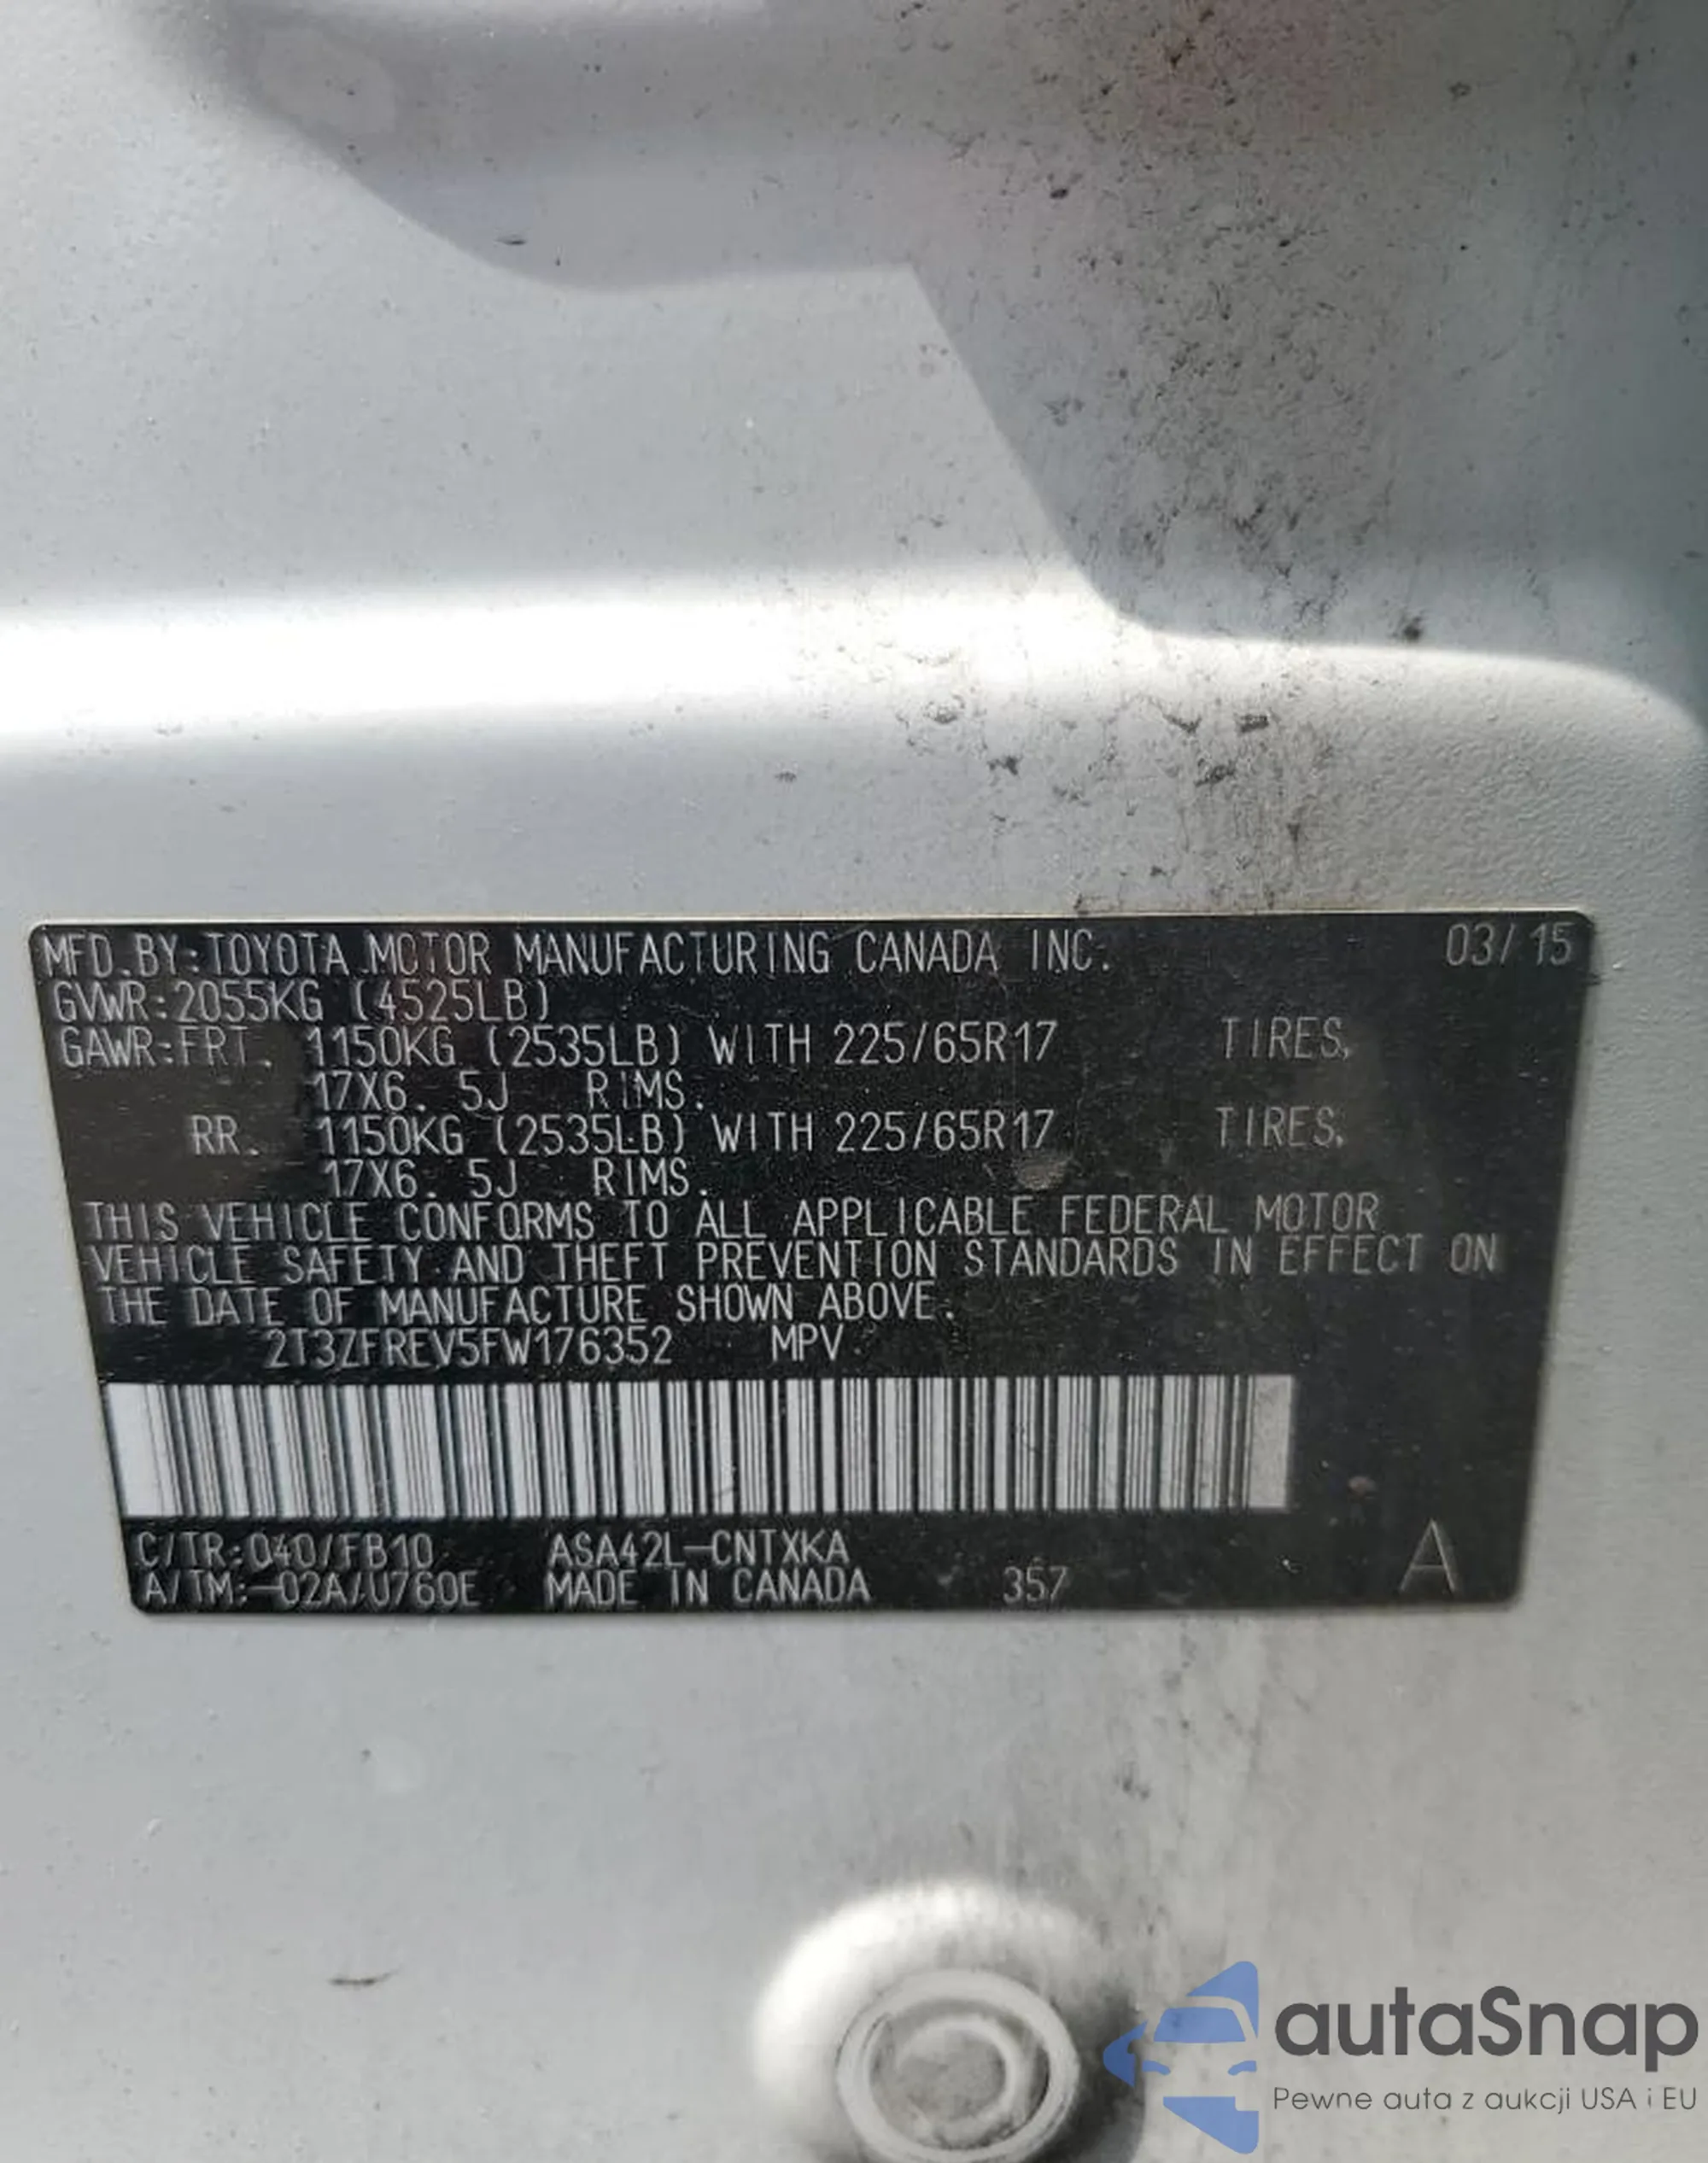 MFD.BY:TOYOTA MOTOR MANUFACTURING CANADA INC. 03/15
GVWR:2055KG (4525LB)
GAWR:FRT. 1150KG (2535LB) WITH 225/65R17 TIRES,
17X6.5J RIMS.
RR. 1150KG (2535LB) WITH 225/65R17 TIRES,
17X6.5J RIMS.
THIS VEHICLE CONFORMS TO ALL APPLICABLE FEDERAL MOTOR
VEHICLE SAFETY AND THEFT PREVENTION STANDARDS IN EFFECT ON
THE DATE OF MANUFACTURE SHOWN ABOVE.
2T3ZFREV5FW176352 MPV
C/TR:040/FB10 ASA42L-CNTXKA
A/TM:-02A/U760E MADE IN CANADA 357 A
autaSnap
Pewne auta z aukcji USA i EU